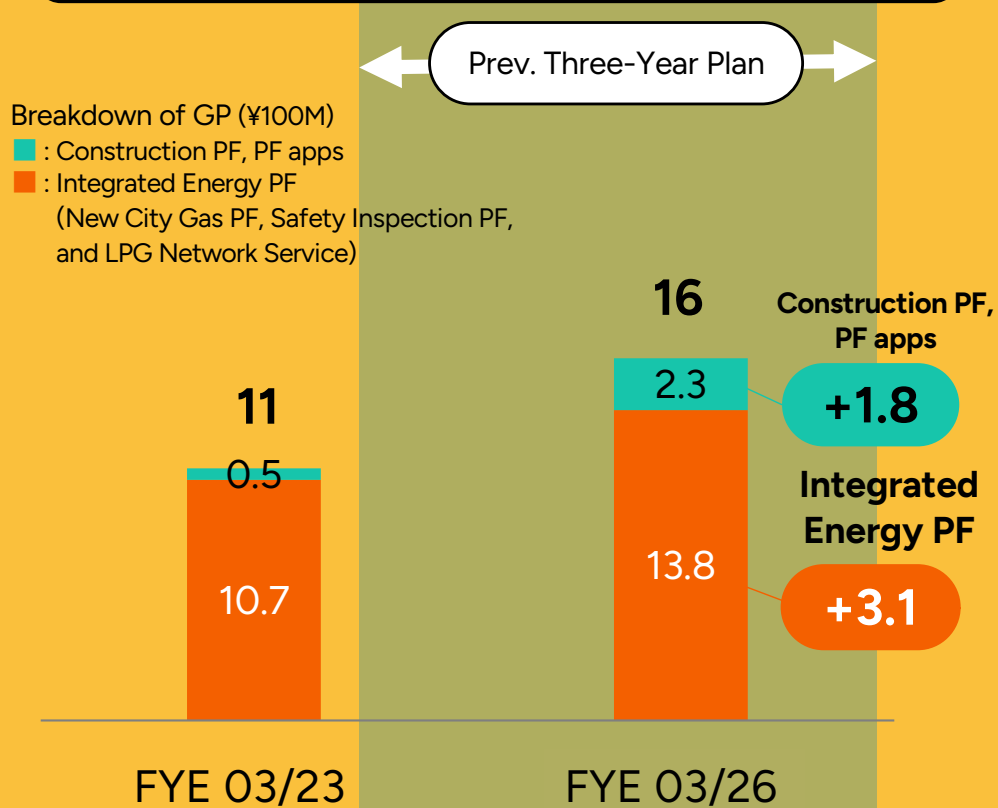 Prev. Three-Year Plan
Breakdown of GP (¥100M)
: Construction PF, PF apps
: Integrated Energy PF
(New City Gas PF, Safety Inspection PF,
and LPG Network Service)
16
Construction PF,
PF apps
2.3
+1.8
11
0.5
Integrated
Energy PF
13.8
10.7
+3.1
FYE 03/23
FYE 03/26